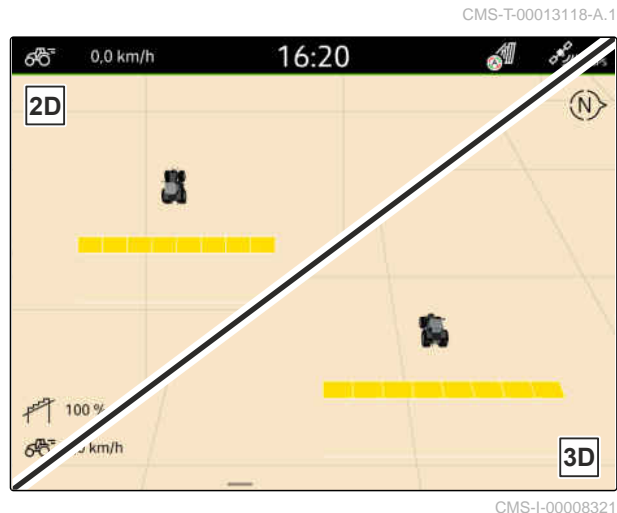 CMS-T-00013118-A.1
0,0 km/h
16:20
2D
N
100 %
km/h
3D
CMS-I-00008321